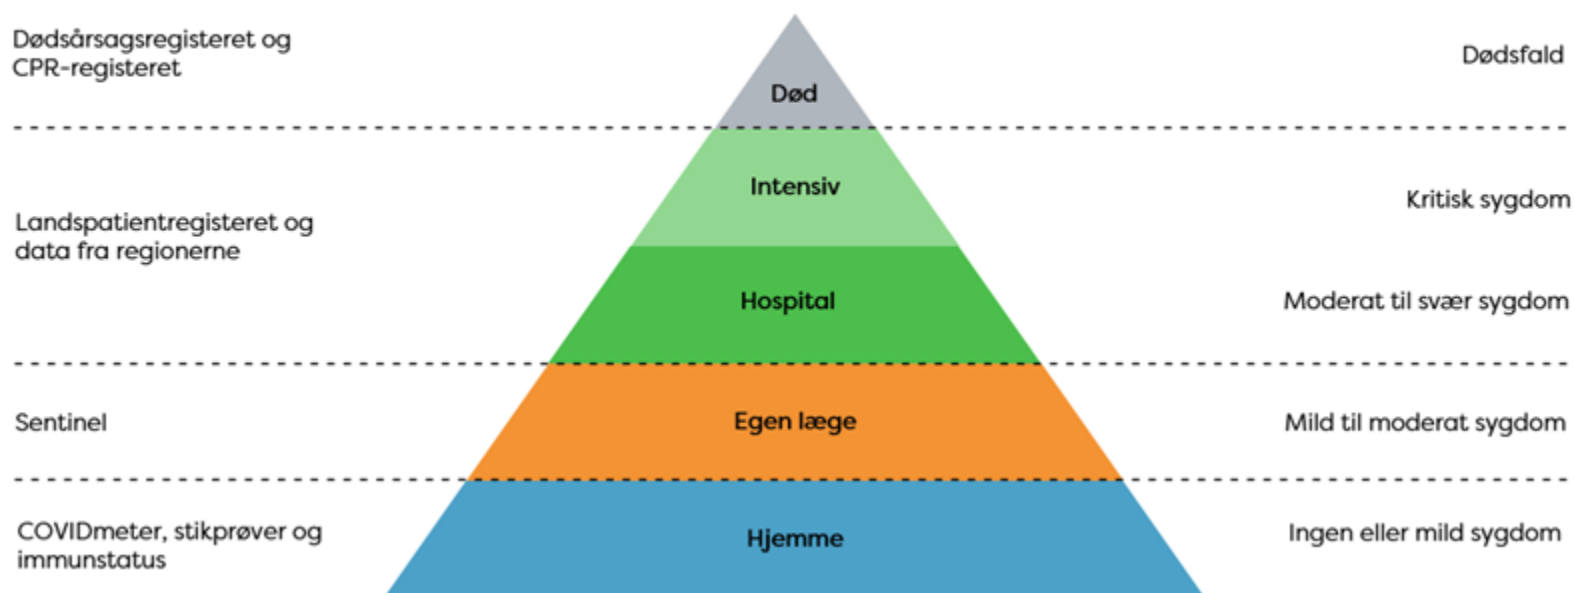 Dødsårsagsregisteret og
CPR-registeret
Død
Dødsfald
Landspatientregisteret og
data fra regionerne
Intensiv
Kritisk sygdom
Hospital
Moderat til svær sygdom
Sentinel
Egen læge
Mild til moderat sygdom
COVIDmeter, stikprøver og
immunstatus
Hjemme
Ingen eller mild sygdom